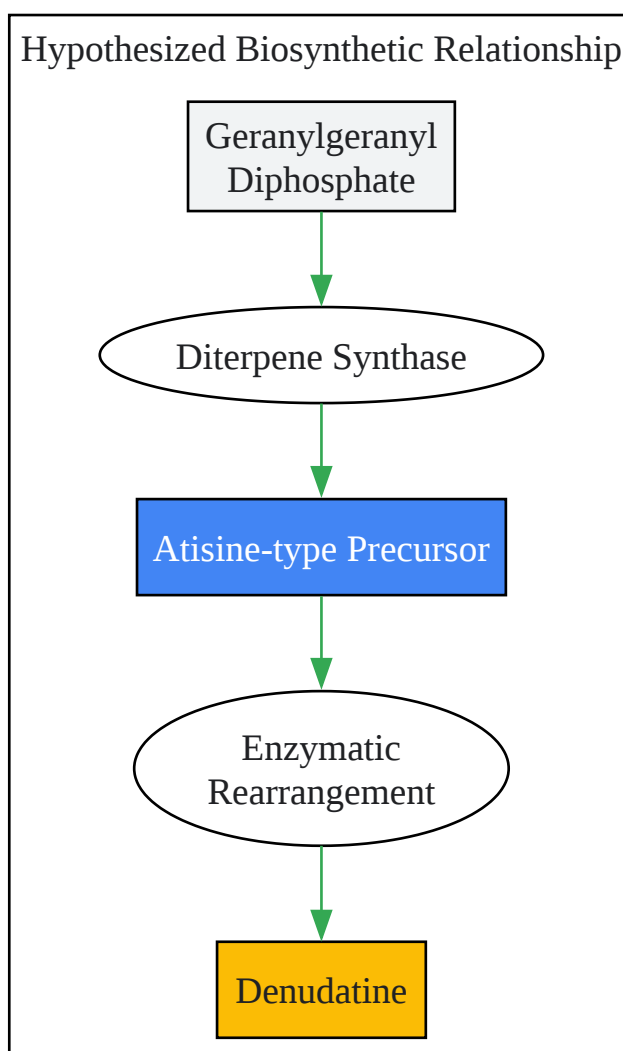 Hypothesized Biosynthetic Relationship
Geranylgeranyl
Diphosphate
Diterpene Synthase
Atisine-type Precursor
Enzymatic
Rearrangement
Denudatine